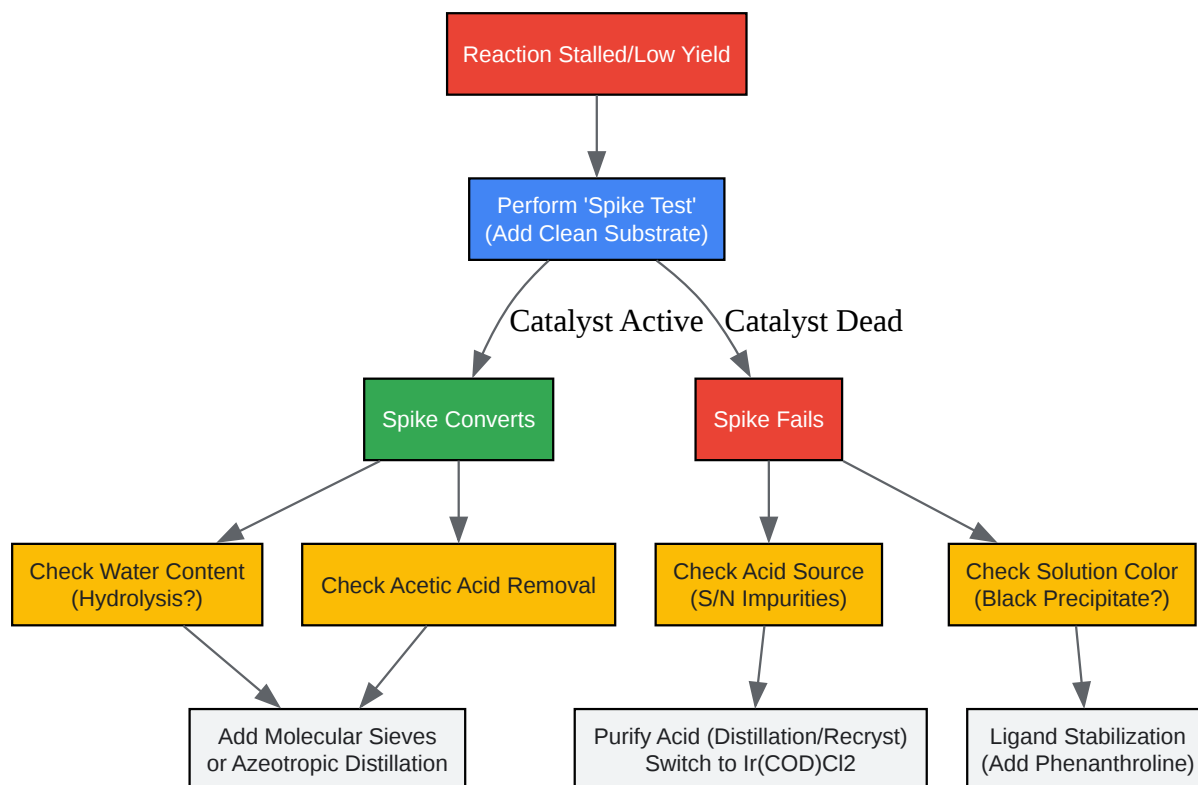 Reaction Stalled/Low Yield
Perform 'Spike Test'
(Add Clean Substrate)
Catalyst Active
Catalyst Dead
Spike Converts
Spike Fails
Check Water Content
(Hydrolysis?)
Check Acetic Acid Removal
Check Acid Source
(S/N Impurities)
Check Solution Color
(Black Precipitate?)
Add Molecular Sieves
or Azeotropic Distillation
Purify Acid (Distillation/Recryst)
Switch to Ir(COD)Cl2
Ligand Stabilization
(Add Phenanthroline)